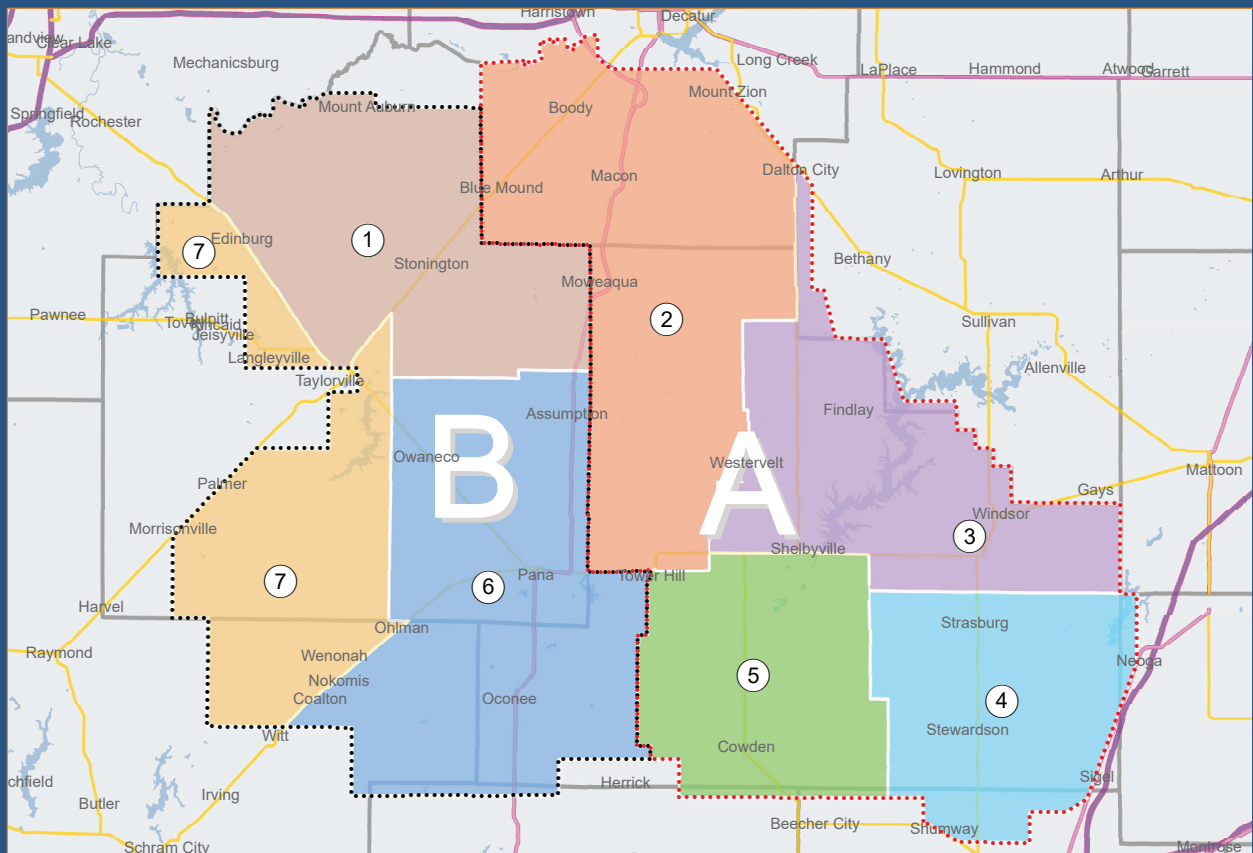 Harristown
Decatur
andview
Clear Lake
Mechanicsburg
Long Creek
LaPlace
Hammond
Atwood
Garrett
Mount Zion
Springfield
Rochester
Mount Auburn
Boody
Blue Mound
Macon
Dalton City
Lovington
Arthur
Edinburg
7
1
Stonington
Moweaqua
Bethany
Pawnee
Tovey
Bulpitt
Kincaid
Jeisyville
2
Sullivan
Langleyville
Taylorville
Allenville
Assumption
Findlay
B
A
Owaneco
Westervelt
Mattoon
Palmer
Gays
Morrisonville
Windsor
3
Shelbyville
7
6
Pana
Tower Hill
Harvel
Ohlman
Strasburg
Raymond
Wenonah
Nokomis
Coalton
Oconee
5
4
Neoga
Witt
Cowden
Stewardson
chfield
Butler
Irving
Herrick
Sigel
Schram City
Beecher City
Shumway
Montrose